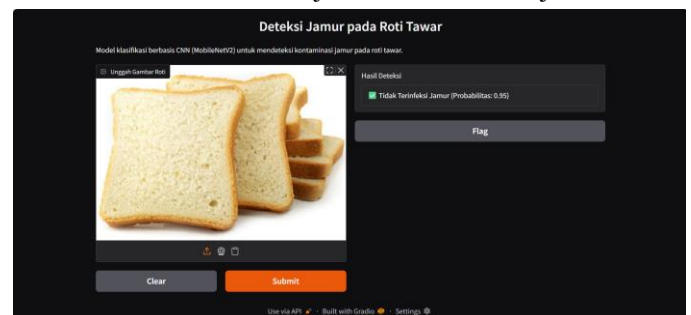 Deteksi Jamur pada Roti Tawar
Model klasifikasi berbasis CNN (MobileNetV2) untuk mendeteksi kontaminasi jamur pada roti tawar.
Unggah Gambar Roti
Hasil Deteksi
Tidak Terinfeksi Jamur (Probabilitas: 0.95)
Flag
Clear
Submit
Use via API · Built with Gradio · Settings